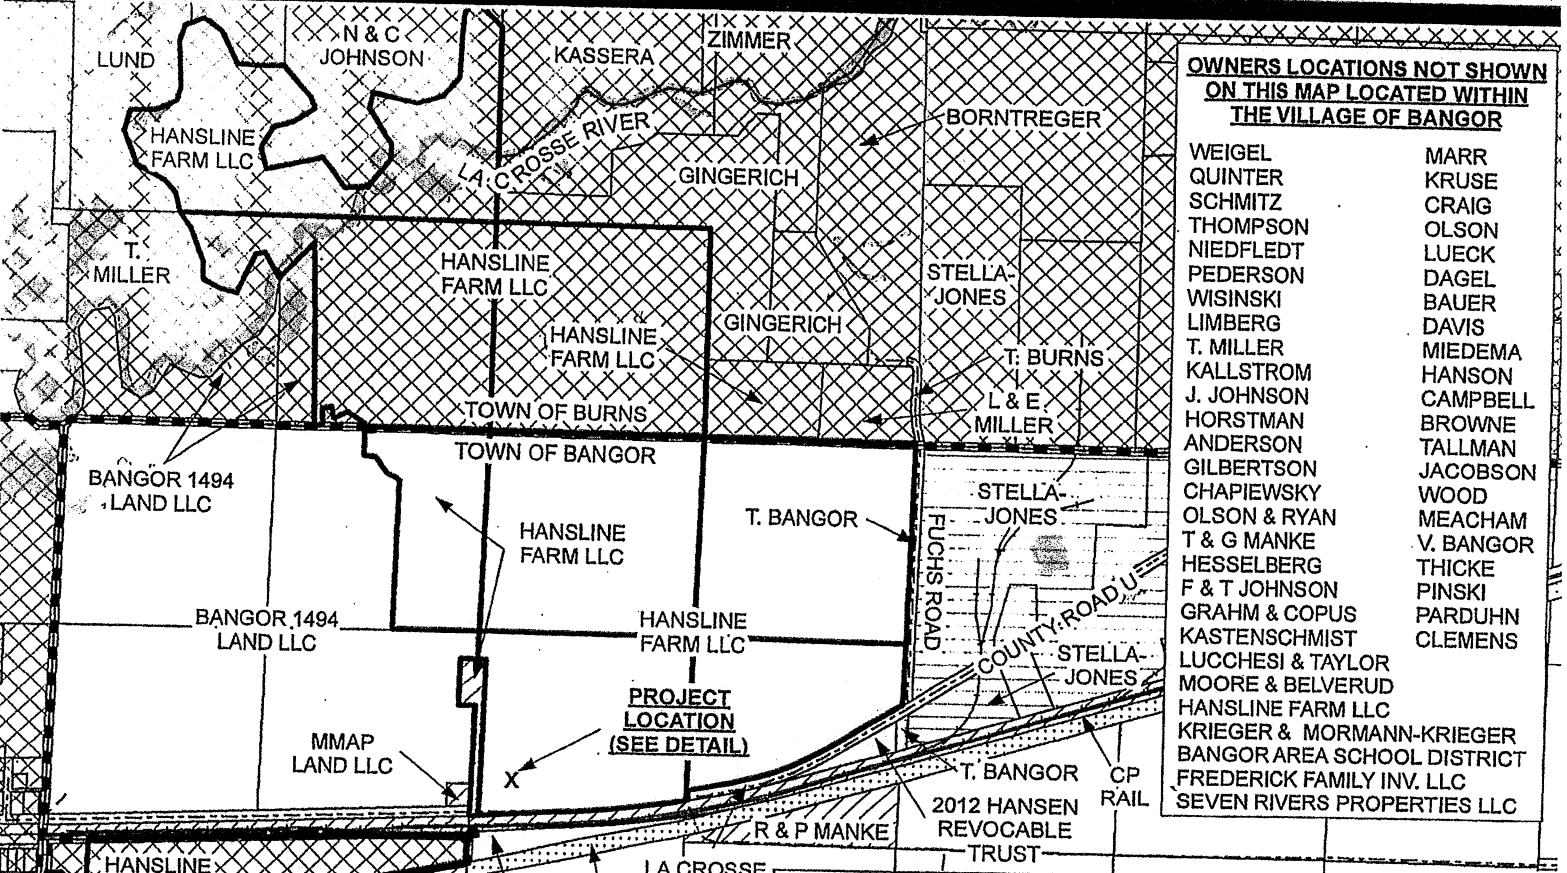 LUND
N & C
JOHNSON
KASSERA
ZIMMER
HANSLINE
FARM LLC
LA CROSSE RIVER
BORNTREGER
GINGERICH
T.
MILLER
HANSLINE
FARM LLC
STELLA-
JONES
HANSLINE
FARM LLC
GINGERICH
T. BURNS
L & E
MILLER
TOWN OF BURNS
TOWN OF BANGOR
BANGOR 1494
LAND LLC
HANSLINE
FARM LLC
T. BANGOR
FUCHS ROAD
STELLA-
JONES
COUNTY ROAD U
BANGOR 1494
LAND LLC
HANSLINE
FARM LLC
STELLA-
JONES
PROJECT
LOCATION
(SEE DETAIL)
X
MMAP
LAND LLC
T. BANGOR
CP
RAIL
2012 HANSEN
REVOCABLE
TRUST
R & P MANKE
HANSLINE
LA CROSSE
OWNERS LOCATIONS NOT SHOWN
ON THIS MAP LOCATED WITHIN
THE VILLAGE OF BANGOR
WEIGEL
QUINTER
SCHMITZ
THOMPSON
NIEDFLEDT
PEDERSON
WISINSKI
LIMBERG
T. MILLER
KALLSTROM
J. JOHNSON
HORSTMAN
ANDERSON
GILBERTSON
CHAPIEWSKY
OLSON & RYAN
T & G MANKE
HESSELBERG
F & T JOHNSON
GRAHM & COPUS
KASTENSCHMIST
LUCCHESI & TAYLOR
MOORE & BELVERUD
HANSLINE FARM LLC
KRIEGER & MORMANN-KRIEGER
BANGOR AREA SCHOOL DISTRICT
FREDERICK FAMILY INV. LLC
SEVEN RIVERS PROPERTIES LLC
MARR
KRUSE
CRAIG
OLSON
LUECK
DAGEL
BAUER
DAVIS
MIEDEMA
HANSON
CAMPBELL
BROWNE
TALLMAN
JACOBSON
WOOD
MEACHAM
V. BANGOR
THICKE
PINSKI
PARDUHN
CLEMENS